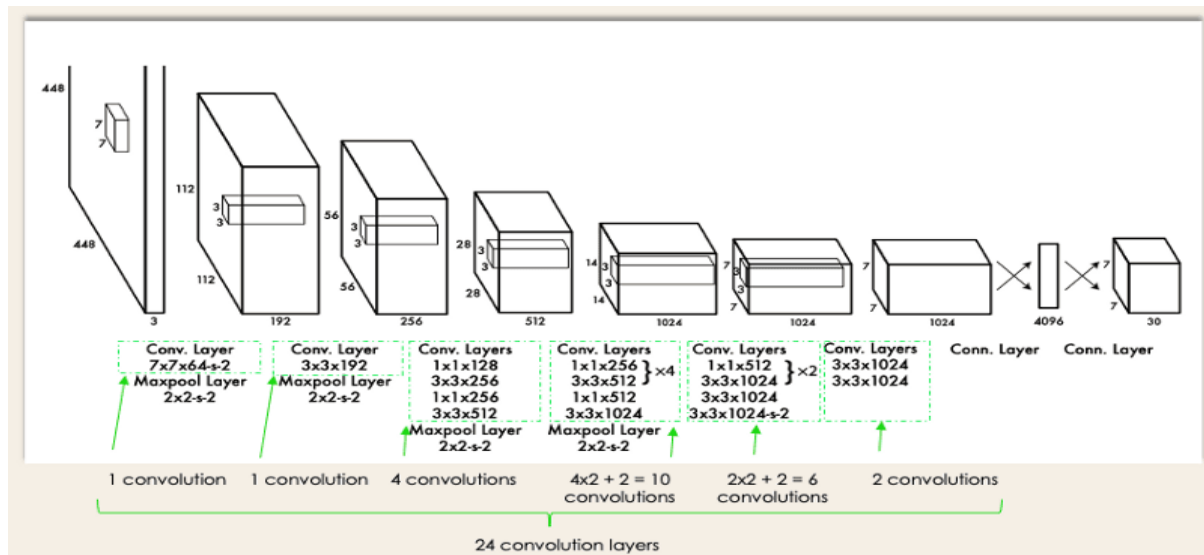 448
7
7
448
3
112
3
3
112
192
56
3
3
56
256
28
3
3
28
512
14
3
3
14
1024
7
3
3
7
1024
7
7
1024
4096
7
7
30
Conv. Layer
7x7x64-s-2
Maxpool Layer
2x2-s-2
Conv. Layer
3x3x192
Maxpool Layer
2x2-s-2
Conv. Layers
1x1x128
3x3x256
1x1x256
3x3x512
Maxpool Layer
2x2-s-2
Conv. Layers
1x1x256
3x3x512
}×4
1x1x512
3x3x1024
Maxpool Layer
2x2-s-2
Conv. Layers
1x1x512
3x3x1024
}×2
3x3x1024
3x3x1024-s-2
Conv. Layers
3x3x1024
3x3x1024
Conn. Layer
Conn. Layer
1 convolution
1 convolution
4 convolutions
4x2 + 2 = 10
convolutions
2x2 + 2 = 6
convolutions
2 convolutions
24 convolution layers